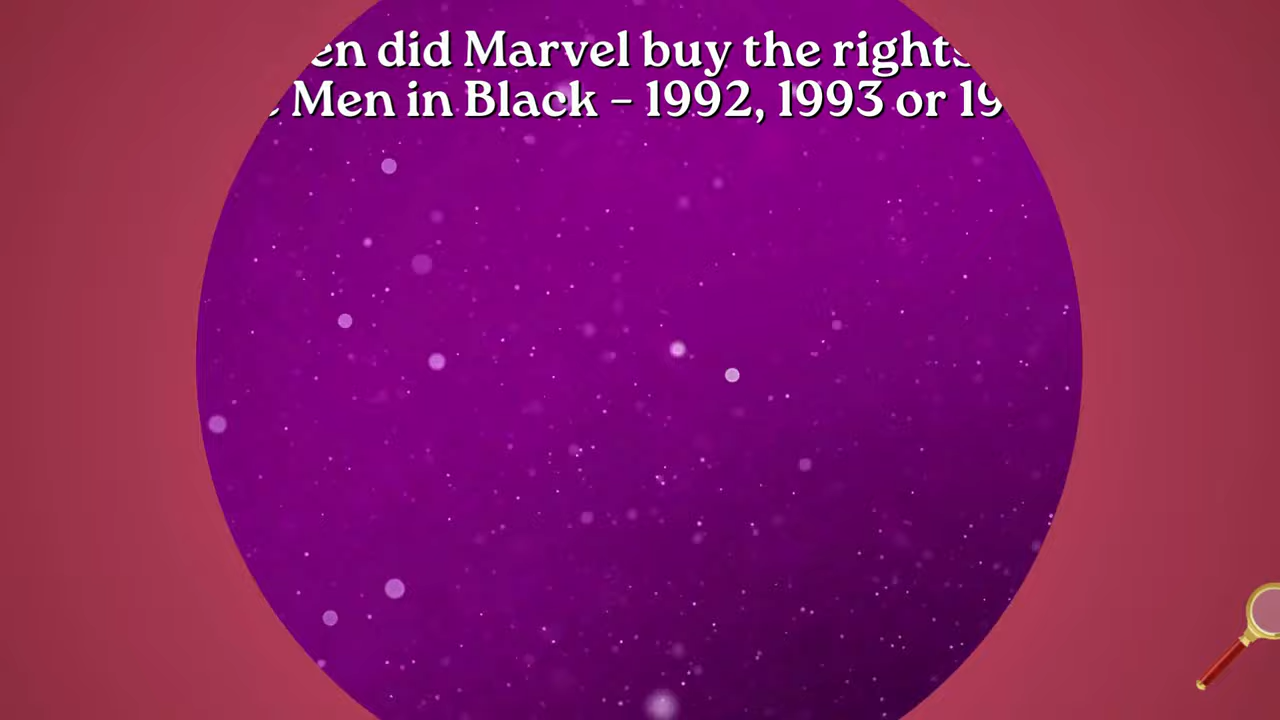 en did Marvel buy the rights
Men in Black – 1992, 1993 or 19